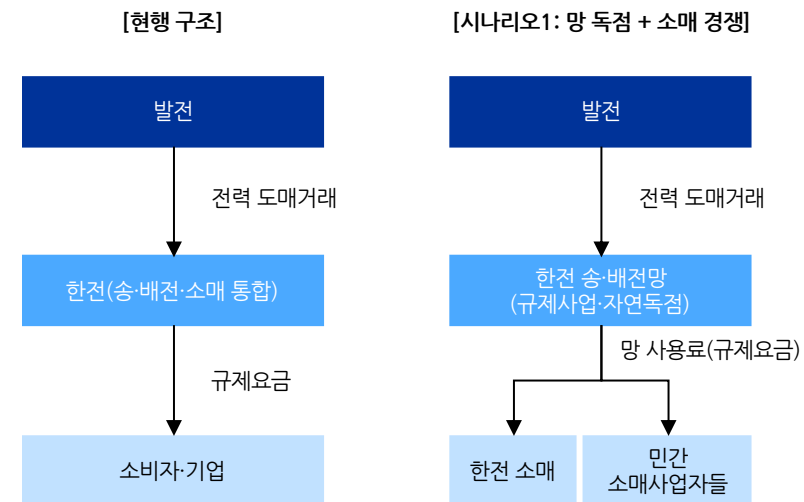 [현행 구조]
[시나리오1: 망 독점 + 소매 경쟁]
발전
발전
전력 도매거래
전력 도매거래
한전(송·배전·소매 통합)
한전 송·배전망
(규제사업·자연독점)
규제요금
망 사용료(규제요금)
소비자·기업
한전 소매
민간
소매사업자들